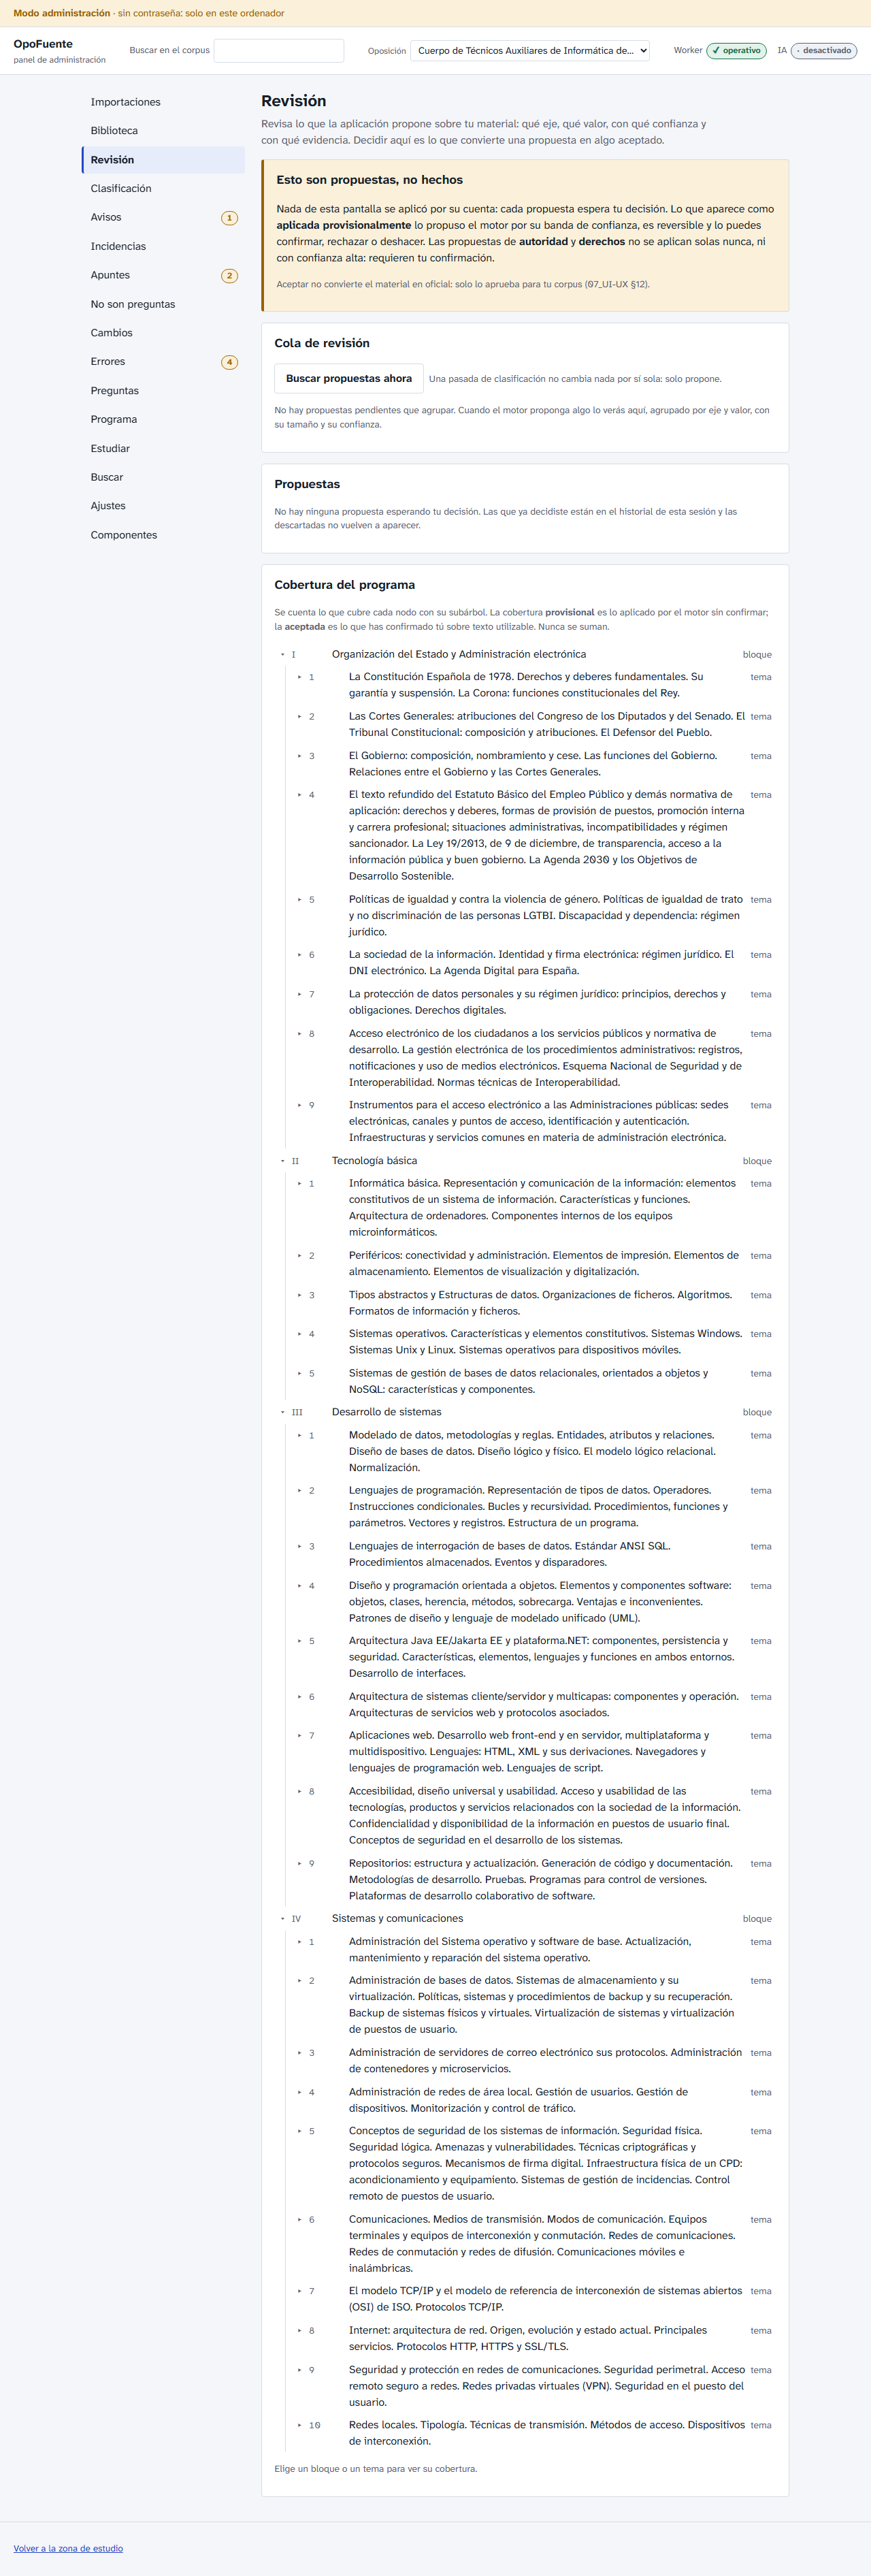 Modo administración · sin contraseña: solo en este ordenador
OpoFuente
panel de administración
Buscar en el corpus
Oposición
Cuerpo de Técnicos Auxiliares de Informática de...
Worker
✓ operativo
IA
· desactivado
Importaciones
Biblioteca
Revisión
Clasificación
Avisos 1
Incidencias
Apuntes 2
No son preguntas
Cambios
Errores 4
Preguntas
Programa
Estudiar
Buscar
Ajustes
Componentes
Revisión
Revisa lo que la aplicación propone sobre tu material: qué eje, qué valor, con qué confianza y
con qué evidencia. Decidir aquí es lo que convierte una propuesta en algo aceptado.
Esto son propuestas, no hechos
Nada de esta pantalla se aplicó por su cuenta: cada propuesta espera tu decisión. Lo que aparece como
aplicada provisionalmente lo propuso el motor por su banda de confianza, es reversible y lo puedes
confirmar, rechazar o deshacer. Las propuestas de autoridad y derechos no se aplican solas nunca, ni
con confianza alta: requieren tu confirmación.
Aceptar no convierte el material en oficial: solo lo aprueba para tu corpus (07_UI-UX §12).
Cola de revisión
Buscar propuestas ahora
Una pasada de clasificación no cambia nada por sí sola: solo propone.
No hay propuestas pendientes que agrupar. Cuando el motor proponga algo lo verás aquí, agrupado por eje y valor, con
su tamaño y su confianza.
Propuestas
No hay ninguna propuesta esperando tu decisión. Las que ya decidiste están en el historial de esta sesión y las
descartadas no vuelven a aparecer.
Cobertura del programa
Se cuenta lo que cubre cada nodo con su subárbol. La cobertura provisional es lo aplicado por el motor sin confirmar;
la aceptada es lo que has confirmado tú sobre texto utilizable. Nunca se suman.
I Organización del Estado y Administración electrónica bloque
1 La Constitución Española de 1978. Derechos y deberes fundamentales. Su tema
garantía y suspensión. La Corona: funciones constitucionales del Rey.
2 Las Cortes Generales: atribuciones del Congreso de los Diputados y del Senado. El tema
Tribunal Constitucional: composición y atribuciones. El Defensor del Pueblo.
3 El Gobierno: composición, nombramiento y cese. Las funciones del Gobierno. tema
Relaciones entre el Gobierno y las Cortes Generales.
4 El texto refundido del Estatuto Básico del Empleo Público y demás normativa de tema
aplicación: derechos y deberes, formas de provisión de puestos, promoción interna
y carrera profesional; situaciones administrativas, incompatibilidades y régimen
sancionador. La Ley 19/2013, de 9 de diciembre, de transparencia, acceso a la
información pública y buen gobierno. La Agenda 2030 y los Objetivos de
Desarrollo Sostenible.
5 Políticas de igualdad y contra la violencia de género. Políticas de igualdad de trato tema
y no discriminación de las personas LGTBI. Discapacidad y dependencia: régimen
jurídico.
6 La sociedad de la información. Identidad y firma electrónica: régimen jurídico. El tema
DNI electrónico. La Agenda Digital para España.
7 La protección de datos personales y su régimen jurídico: principios, derechos y tema
obligaciones. Derechos digitales.
8 Acceso electrónico de los ciudadanos a los servicios públicos y normativa de tema
desarrollo. La gestión electrónica de los procedimientos administrativos: registros,
notificaciones y uso de medios electrónicos. Esquema Nacional de Seguridad y de
Interoperabilidad. Normas técnicas de Interoperabilidad.
9 Instrumentos para el acceso electrónico a las Administraciones públicas: sedes tema
electrónicas, canales y puntos de acceso, identificación y autenticación.
Infraestructuras y servicios comunes en materia de administración electrónica.
II Tecnología básica bloque
1 Informática básica. Representación y comunicación de la información: elementos tema
constitutivos de un sistema de información. Características y funciones.
Arquitectura de ordenadores. Componentes internos de los equipos
microinformáticos.
2 Periféricos: conectividad y administración. Elementos de impresión. Elementos de tema
almacenamiento. Elementos de visualización y digitalización.
3 Tipos abstractos y Estructuras de datos. Organizaciones de ficheros. Algoritmos. tema
Formatos de información y ficheros.
4 Sistemas operativos. Características y elementos constitutivos. Sistemas Windows. tema
Sistemas Unix y Linux. Sistemas operativos para dispositivos móviles.
5 Sistemas de gestión de bases de datos relacionales, orientados a objetos y tema
NoSQL: características y componentes.
III Desarrollo de sistemas bloque
1 Modelado de datos, metodologías y reglas. Entidades, atributos y relaciones. tema
Diseño de bases de datos. Diseño lógico y físico. El modelo lógico relacional.
Normalización.
2 Lenguajes de programación. Representación de tipos de datos. Operadores. tema
Instrucciones condicionales. Bucles y recursividad. Procedimientos, funciones y
parámetros. Vectores y registros. Estructura de un programa.
3 Lenguajes de interrogación de bases de datos. Estándar ANSI SQL. tema
Procedimientos almacenados. Eventos y disparadores.
4 Diseño y programación orientada a objetos. Elementos y componentes software: tema
objetos, clases, herencia, métodos, sobrecarga. Ventajas e inconvenientes.
Patrones de diseño y lenguaje de modelado unificado (UML).
5 Arquitectura Java EE/Jakarta EE y plataforma.NET: componentes, persistencia y tema
seguridad. Características, elementos, lenguajes y funciones en ambos entornos.
Desarrollo de interfaces.
6 Arquitectura de sistemas cliente/servidor y multicapas: componentes y operación. tema
Arquitecturas de servicios web y protocolos asociados.
7 Aplicaciones web. Desarrollo web front-end y en servidor, multiplataforma y tema
multidispositivo. Lenguajes: HTML, XML y sus derivaciones. Navegadores y
lenguajes de programación web. Lenguajes de script.
8 Accesibilidad, diseño universal y usabilidad. Acceso y usabilidad de las tema
tecnologías, productos y servicios relacionados con la sociedad de la información.
Confidencialidad y disponibilidad de la información en puestos de usuario final.
Conceptos de seguridad en el desarrollo de los sistemas.
9 Repositorios: estructura y actualización. Generación de código y documentación. tema
Metodologías de desarrollo. Pruebas. Programas para control de versiones.
Plataformas de desarrollo colaborativo de software.
IV Sistemas y comunicaciones bloque
1 Administración del Sistema operativo y software de base. Actualización, tema
mantenimiento y reparación del sistema operativo.
2 Administración de bases de datos. Sistemas de almacenamiento y su tema
virtualización. Políticas, sistemas y procedimientos de backup y su recuperación.
Backup de sistemas físicos y virtuales. Virtualización de sistemas y virtualización
de puestos de usuario.
3 Administración de servidores de correo electrónico sus protocolos. Administración tema
de contenedores y microservicios.
4 Administración de redes de área local. Gestión de usuarios. Gestión de tema
dispositivos. Monitorización y control de tráfico.
5 Conceptos de seguridad de los sistemas de información. Seguridad física. tema
Seguridad lógica. Amenazas y vulnerabilidades. Técnicas criptográficas y
protocolos seguros. Mecanismos de firma digital. Infraestructura física de un CPD:
acondicionamiento y equipamiento. Sistemas de gestión de incidencias. Control
remoto de puestos de usuario.
6 Comunicaciones. Medios de transmisión. Modos de comunicación. Equipos tema
terminales y equipos de interconexión y conmutación. Redes de comunicaciones.
Redes de conmutación y redes de difusión. Comunicaciones móviles e
inalámbricas.
7 El modelo TCP/IP y el modelo de referencia de interconexión de sistemas abiertos tema
(OSI) de ISO. Protocolos TCP/IP.
8 Internet: arquitectura de red. Origen, evolución y estado actual. Principales tema
servicios. Protocolos HTTP, HTTPS y SSL/TLS.
9 Seguridad y protección en redes de comunicaciones. Seguridad perimetral. Acceso tema
remoto seguro a redes. Redes privadas virtuales (VPN). Seguridad en el puesto del
usuario.
10 Redes locales. Tipología. Técnicas de transmisión. Métodos de acceso. Dispositivos tema
de interconexión.
Elige un bloque o un tema para ver su cobertura.
Volver a la zona de estudio